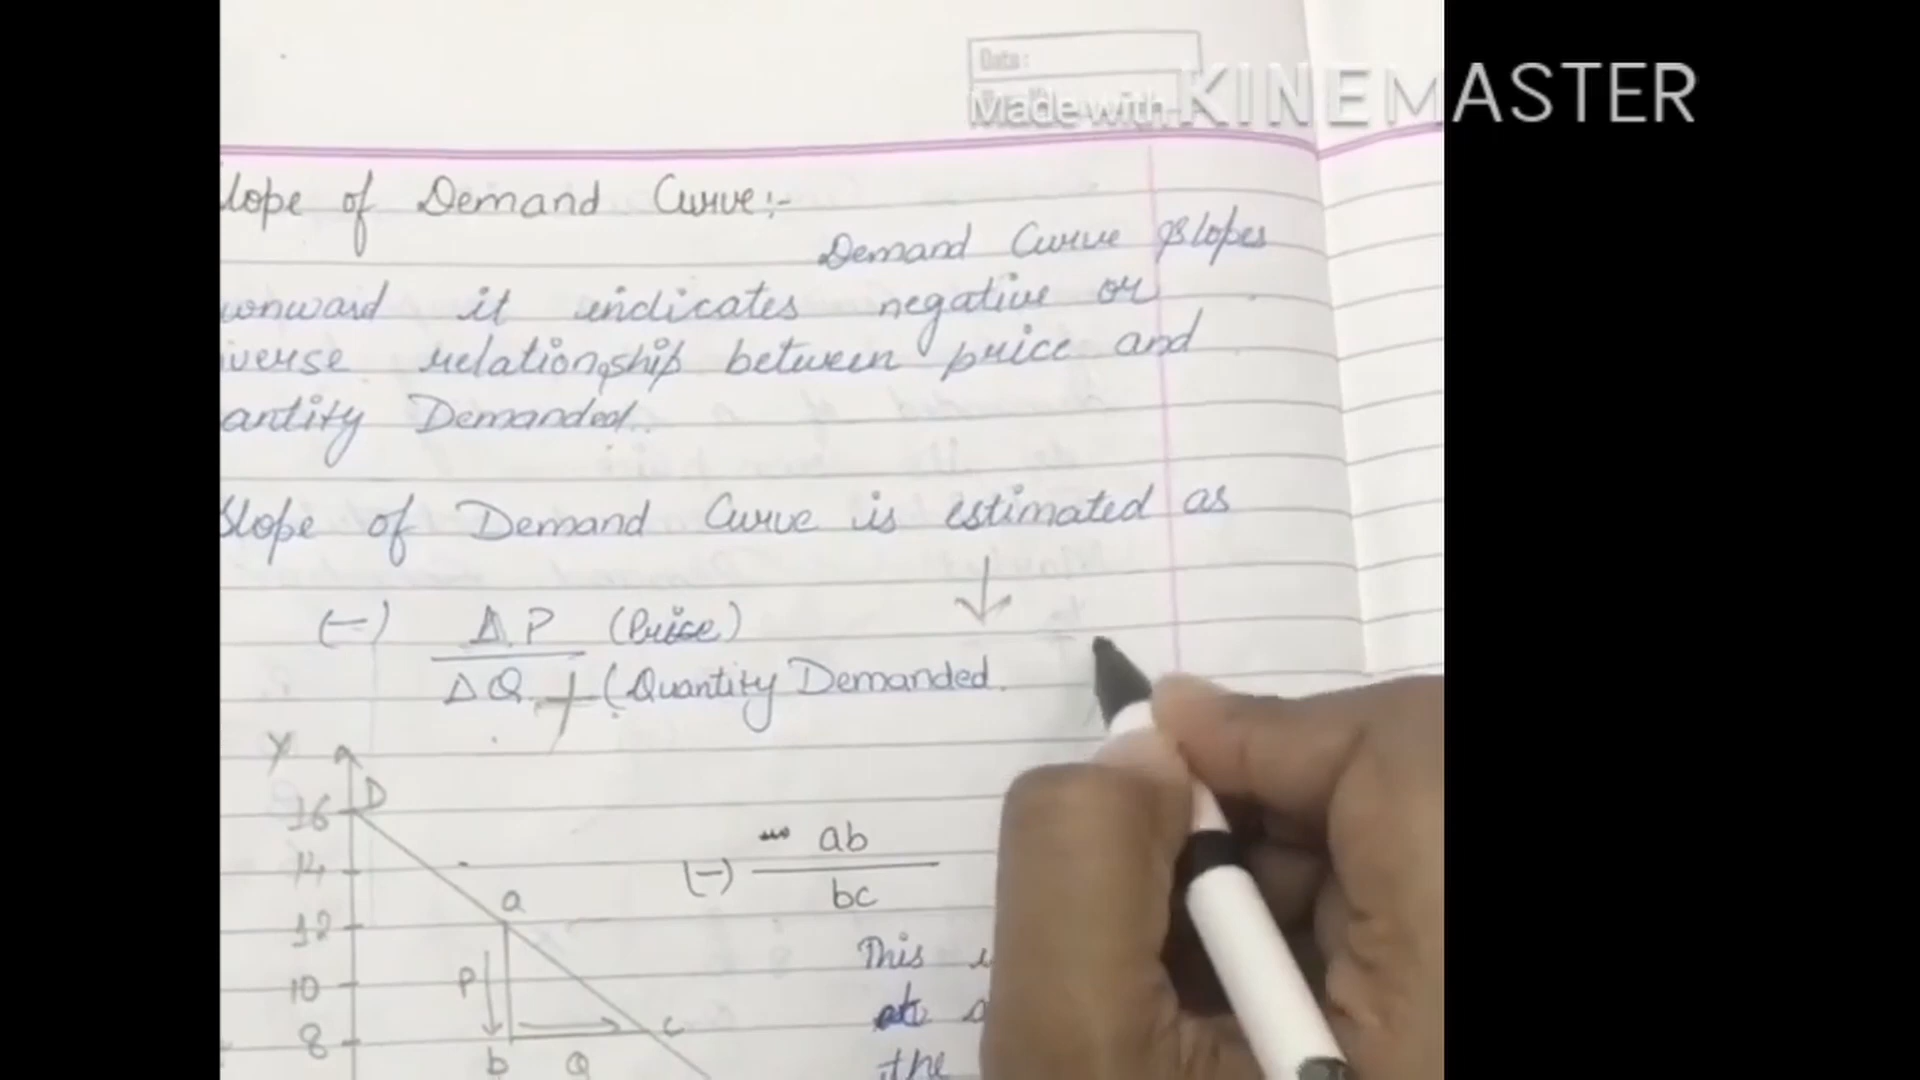 Date:
Made with KINEMASTER
lope of Demand Curve:-
Demand Curve slopes
wnward it indicates negative or
verse relationship between price and
antity Demanded.
Slope of Demand Curve is estimated as
(-) ΔP (Price)
ΔQ (Quantity Demanded
Y
16 D
14
(-) ab
bc
12 a
This
10 P
8 c
b Q
the